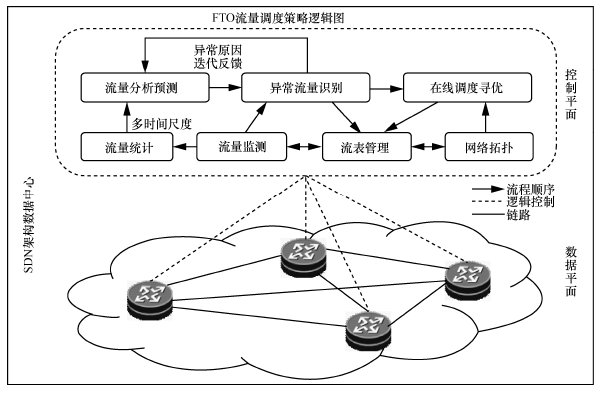 FTO流量调度策略逻辑图
异常原因
迭代反馈
流量分析预测
异常流量识别
在线调度寻优
多时间尺度
流量统计
流量监测
流表管理
网络拓扑
控制平面
SDN架构数据中心
流程顺序
逻辑控制
链路
数据平面